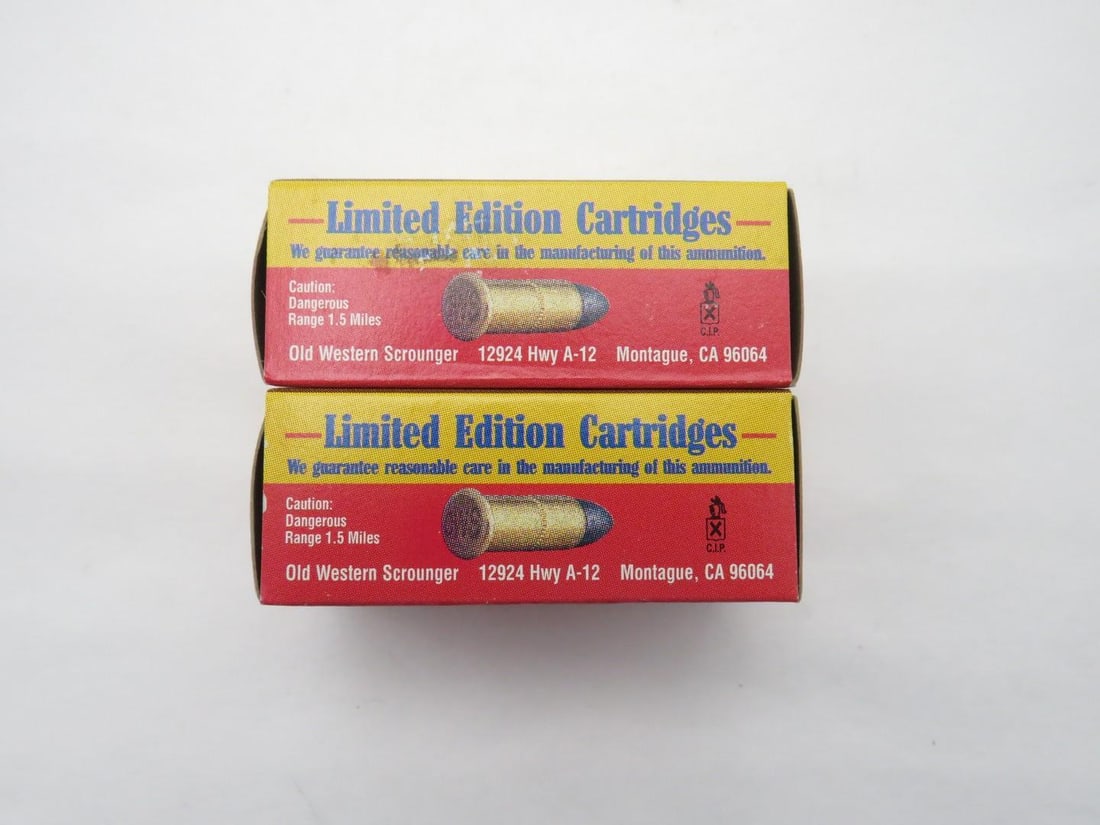 Limited Edition Cartridges
We guarantee reasonable care in the manufacturing of this ammunition.
Caution:
Dangerous
Range 1.5 Miles
C.I.P.
Old Western Scrounger 12924 Hwy A-12 Montague, CA 96064
Limited Edition Cartridges
We guarantee reasonable care in the manufacturing of this ammunition.
Caution:
Dangerous
Range 1.5 Miles
C.I.P.
Old Western Scrounger 12924 Hwy A-12 Montague, CA 96064